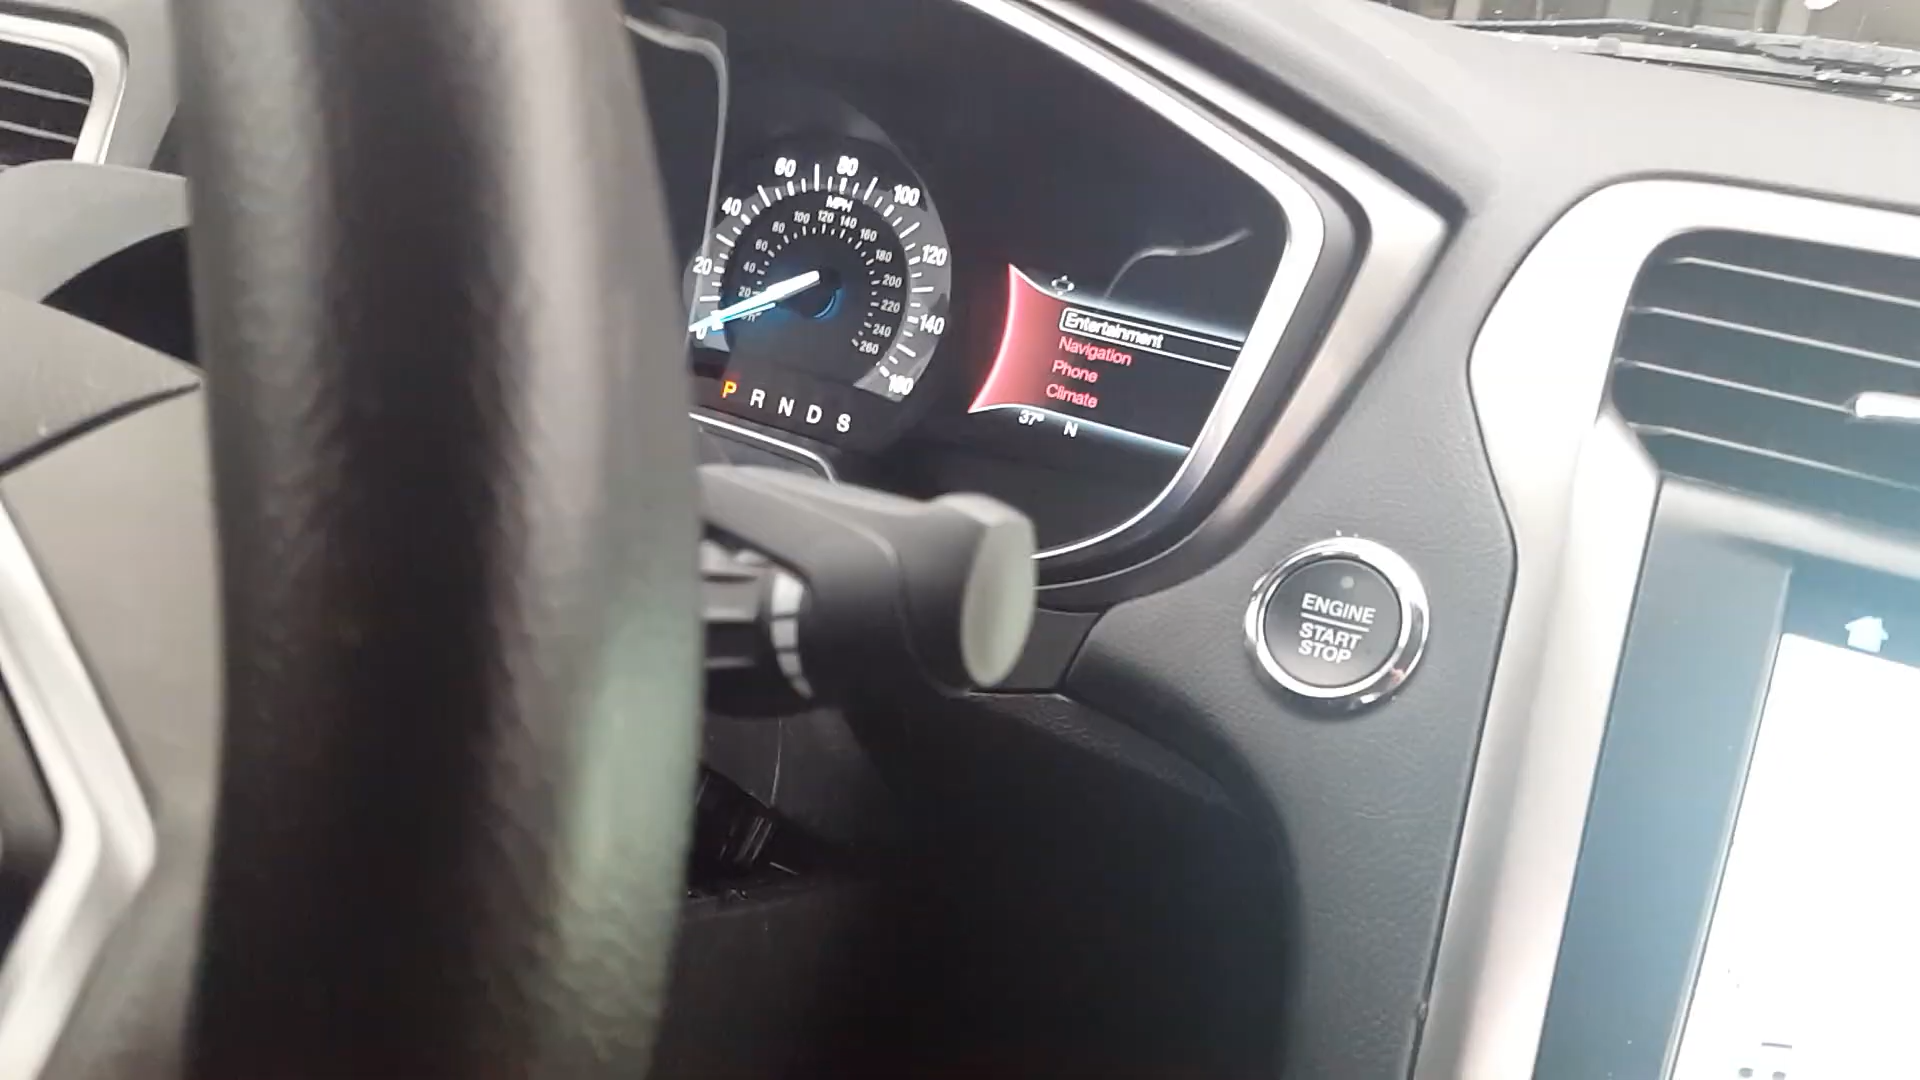 60 80
40 100
MPH
100 120 140
80 160
60 180
20 120
40 200
20 220
0 140
240
260
160
P R N D S
Entertainment
Navigation
Phone
Climate
37° N
ENGINE
START
STOP